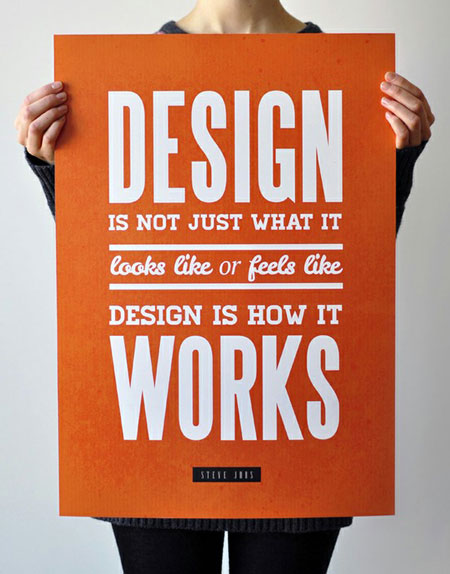 DESIGN
IS NOT JUST WHAT IT
looks like or feels like
DESIGN IS HOW IT
WORKS
STEVE JOBS